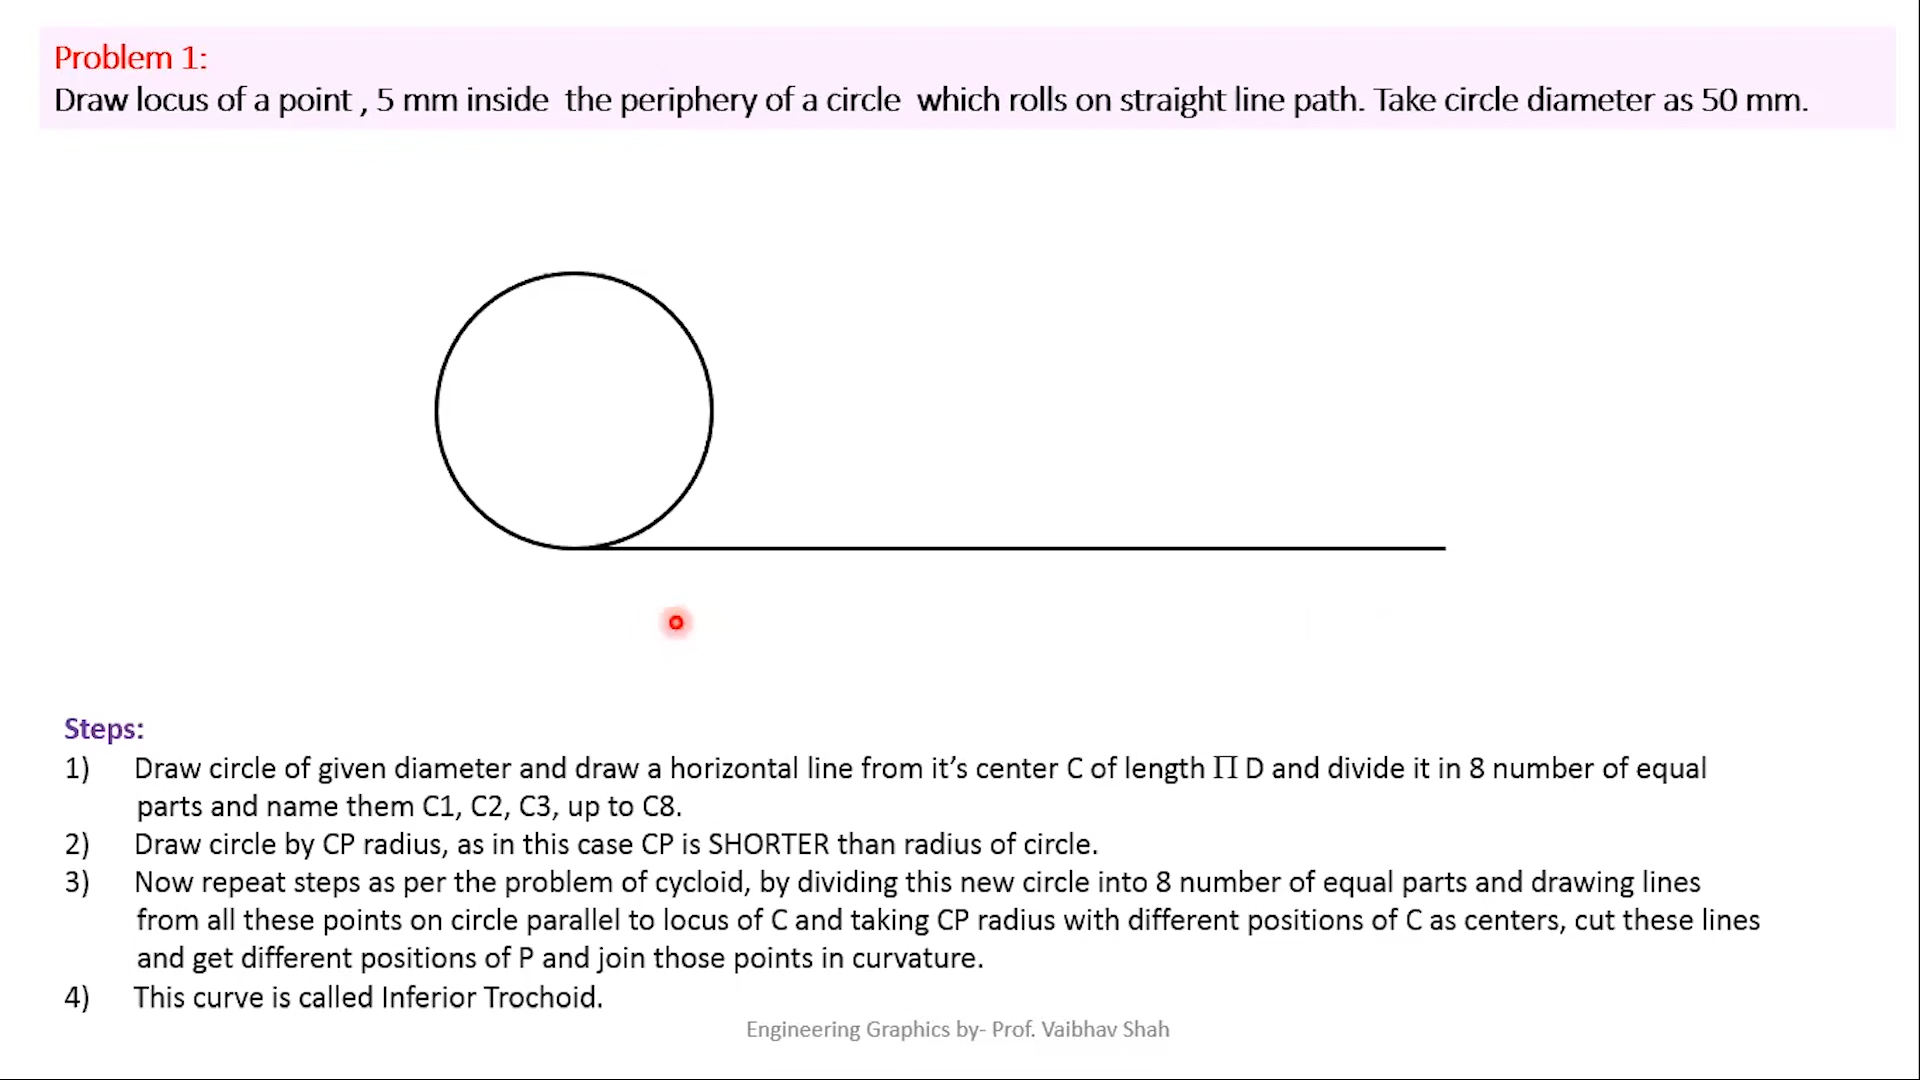 Problem 1:
Draw locus of a point , 5 mm inside the periphery of a circle which rolls on straight line path. Take circle diameter as 50 mm.
Steps:
1) Draw circle of given diameter and draw a horizontal line from it’s center C of length Π D and divide it in 8 number of equal
parts and name them C1, C2, C3, up to C8.
2) Draw circle by CP radius, as in this case CP is SHORTER than radius of circle.
3) Now repeat steps as per the problem of cycloid, by dividing this new circle into 8 number of equal parts and drawing lines
from all these points on circle parallel to locus of C and taking CP radius with different positions of C as centers, cut these lines
and get different positions of P and join those points in curvature.
4) This curve is called Inferior Trochoid.
Engineering Graphics by- Prof. Vaibhav Shah